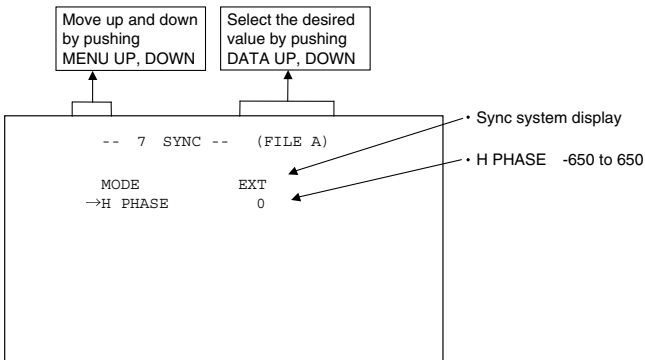 Move up and down
by pushing
MENU UP, DOWN
Select the desired
value by pushing
DATA UP, DOWN
-- 7 SYNC -- (FILE A)
MODE EXT
→H PHASE 0
・Sync system display
・H PHASE -650 to 650